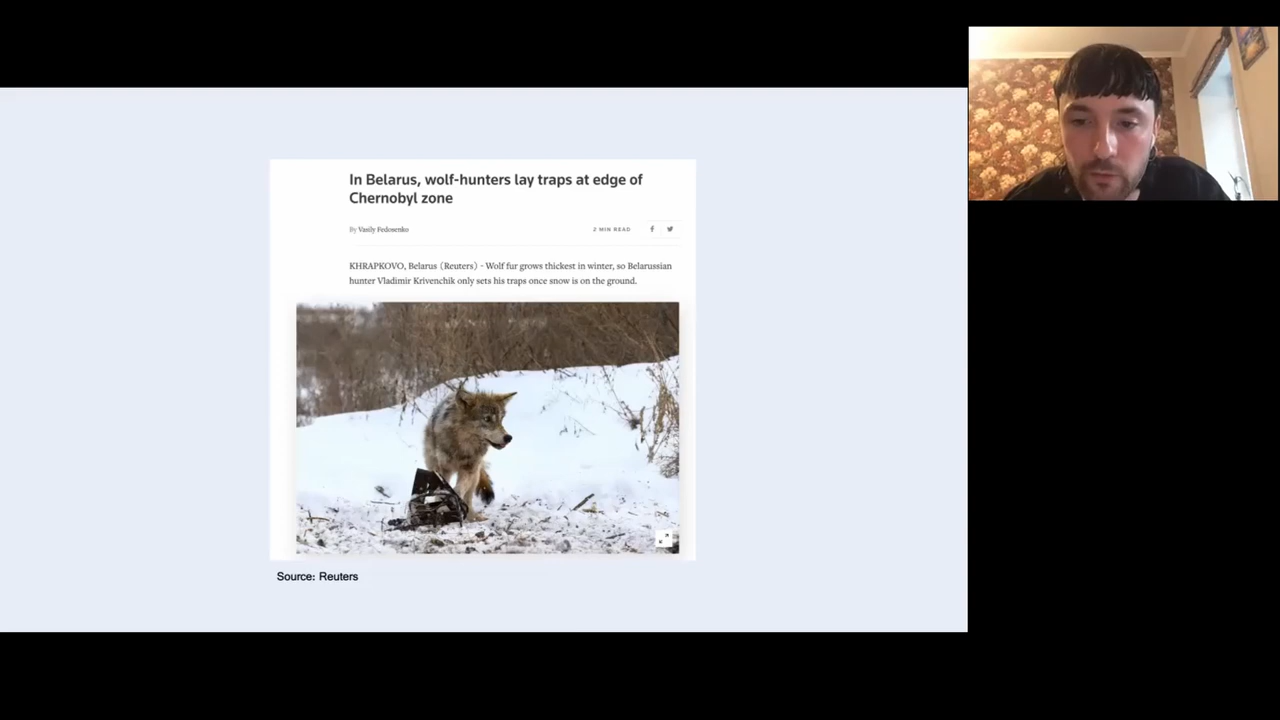 In Belarus, wolf-hunters lay traps at edge of
Chernobyl zone
By Vasily Fedosenko
2 MIN READ
KHRAPKOVO, Belarus (Reuters) - Wolf fur grows thickest in winter, so Belarussian
hunter Vladimir Krivenchik only sets his traps once snow is on the ground.
Source: Reuters